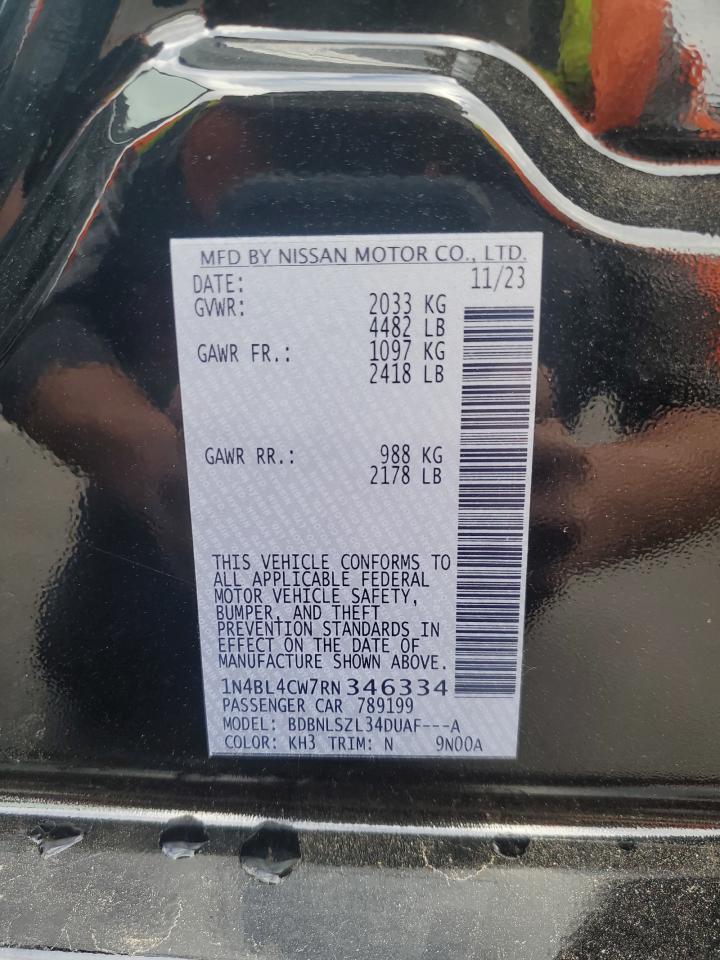 MFD BY NISSAN MOTOR CO., LTD.
DATE: 11/23
GVWR: 2033 KG
4482 LB
GAWR FR.: 1097 KG
2418 LB
GAWR RR.: 988 KG
2178 LB
THIS VEHICLE CONFORMS TO
ALL APPLICABLE FEDERAL
MOTOR VEHICLE SAFETY,
BUMPER, AND THEFT
PREVENTION STANDARDS IN
EFFECT ON THE DATE OF
MANUFACTURE SHOWN ABOVE.
1N4BL4CW7RN346334
PASSENGER CAR 789199
MODEL: BDBNLSZL34DUAF---A
COLOR: KH3 TRIM: N 9N00A